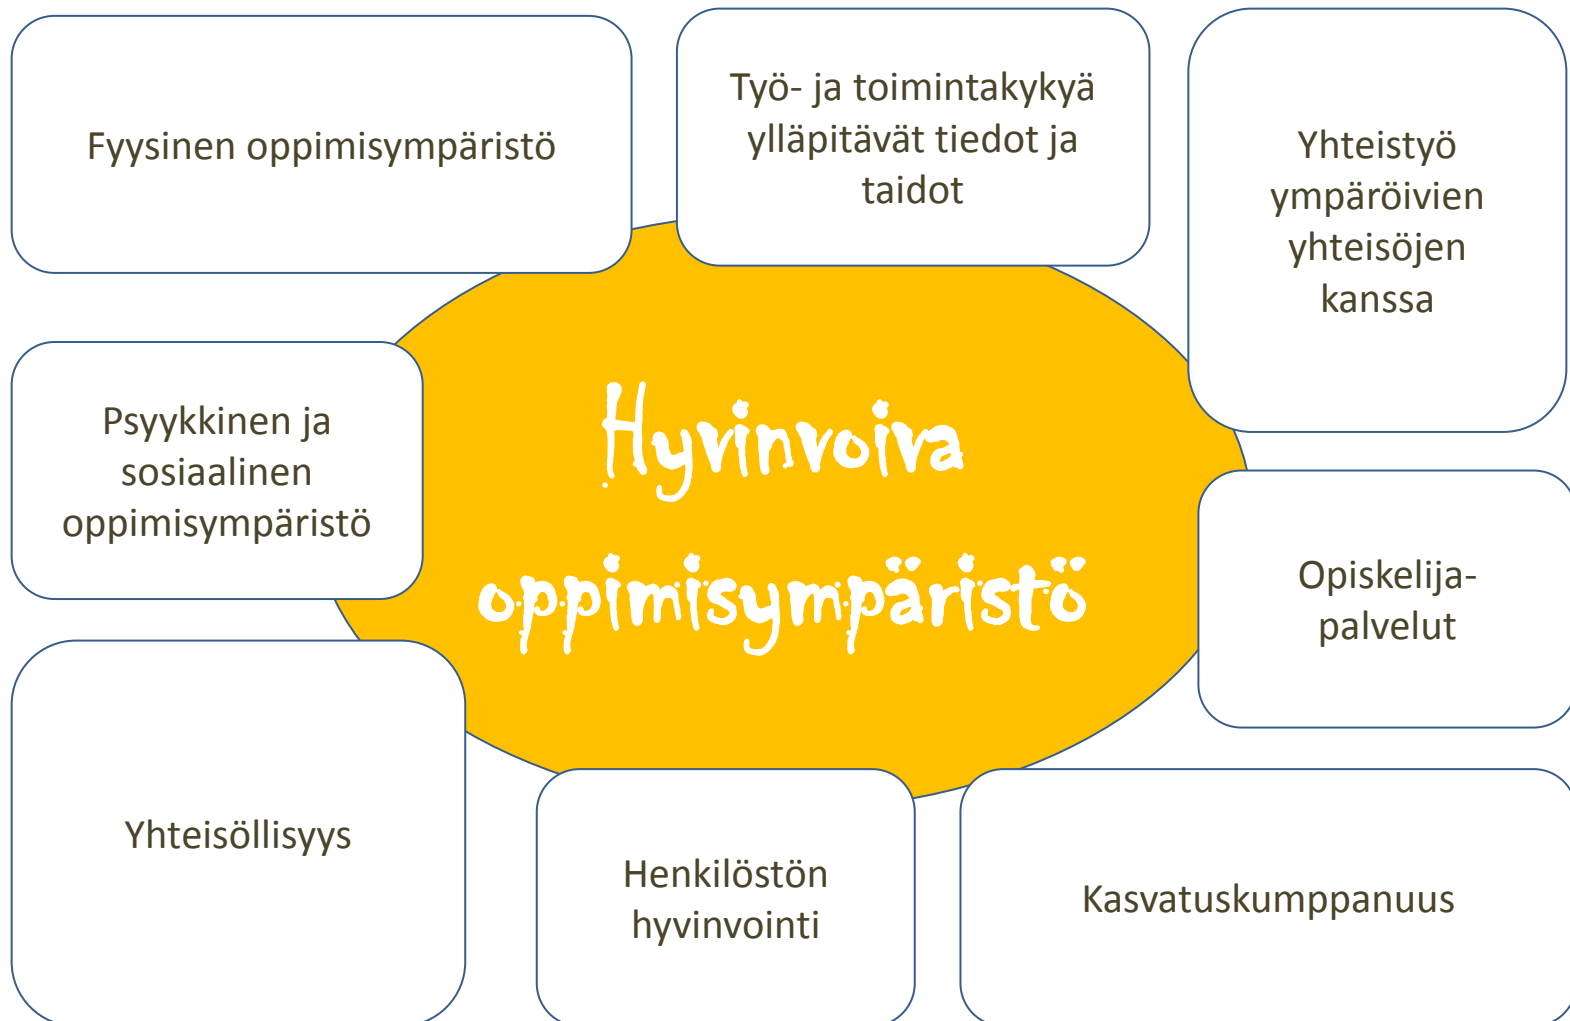 Fyysinen oppimisympäristö
Työ- ja toimintakykyä
ylläpitävät tiedot ja
taidot
Yhteistyö
ympäröivien
yhteisöjen
kanssa
Psyykkinen ja
sosiaalinen
oppimisympäristö
Hyvinvoiva
oppimisympäristö
Opiskelija-
palvelut
Yhteisöllisyys
Henkilöstön
hyvinvointi
Kasvatuskumppanuus